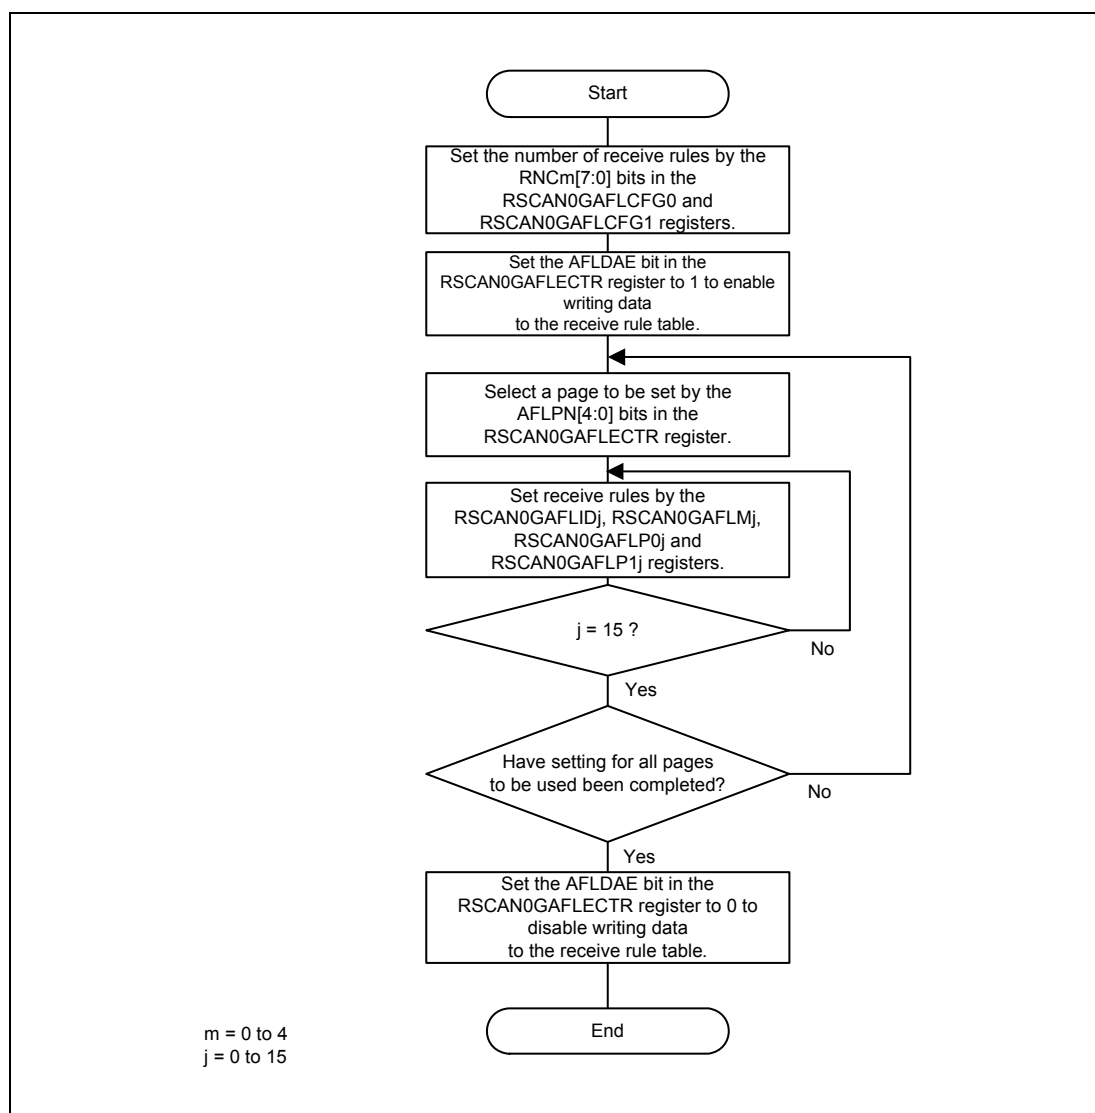 Start
Set the number of receive rules by the
RNCm[7:0] bits in the
RSCAN0GAFLCFG0 and
RSCAN0GAFLCFG1 registers.
Set the AFLDAE bit in the
RSCAN0GAFLECTR register to 1 to enable
writing data
to the receive rule table.
Select a page to be set by the
AFLPN[4:0] bits in the
RSCAN0GAFLECTR register.
Set receive rules by the
RSCAN0GAFLIDj, RSCAN0GAFLMj,
RSCAN0GAFLP0j and
RSCAN0GAFLP1j registers.
j = 15 ?
No
Yes
Have setting for all pages
to be used been completed?
No
Yes
Set the AFLDAE bit in the
RSCAN0GAFLECTR register to 0 to
disable writing data
to the receive rule table.
End
m = 0 to 4
j = 0 to 15